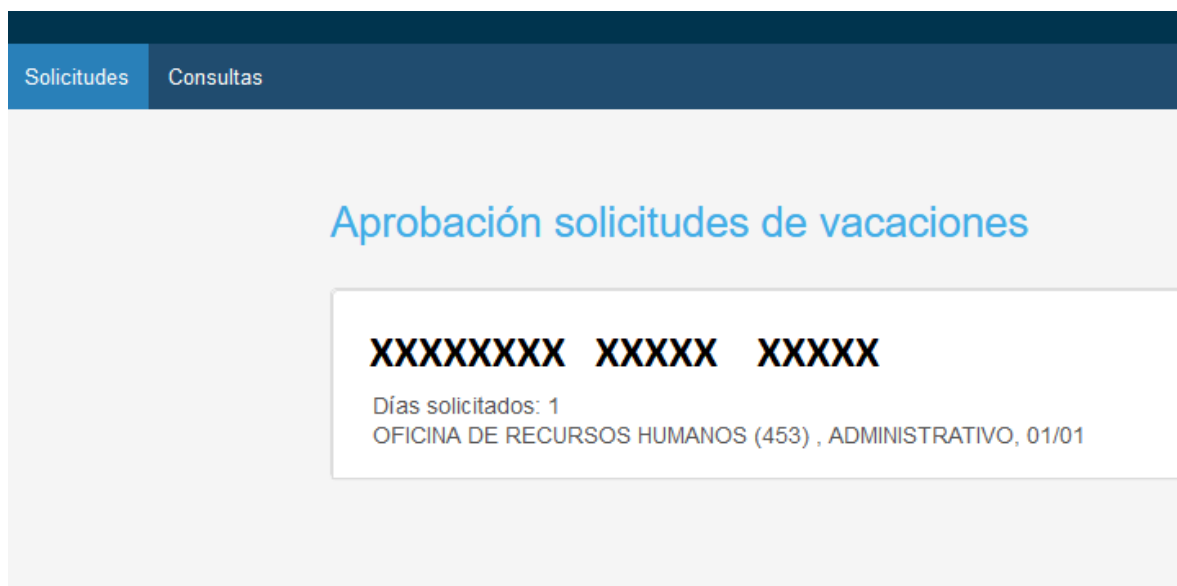 Solicitudes Consultas
Aprobación solicitudes de vacaciones
XXXXXXXX XXXXX XXXXX
Días solicitados: 1
OFICINA DE RECURSOS HUMANOS (453) , ADMINISTRATIVO, 01/01